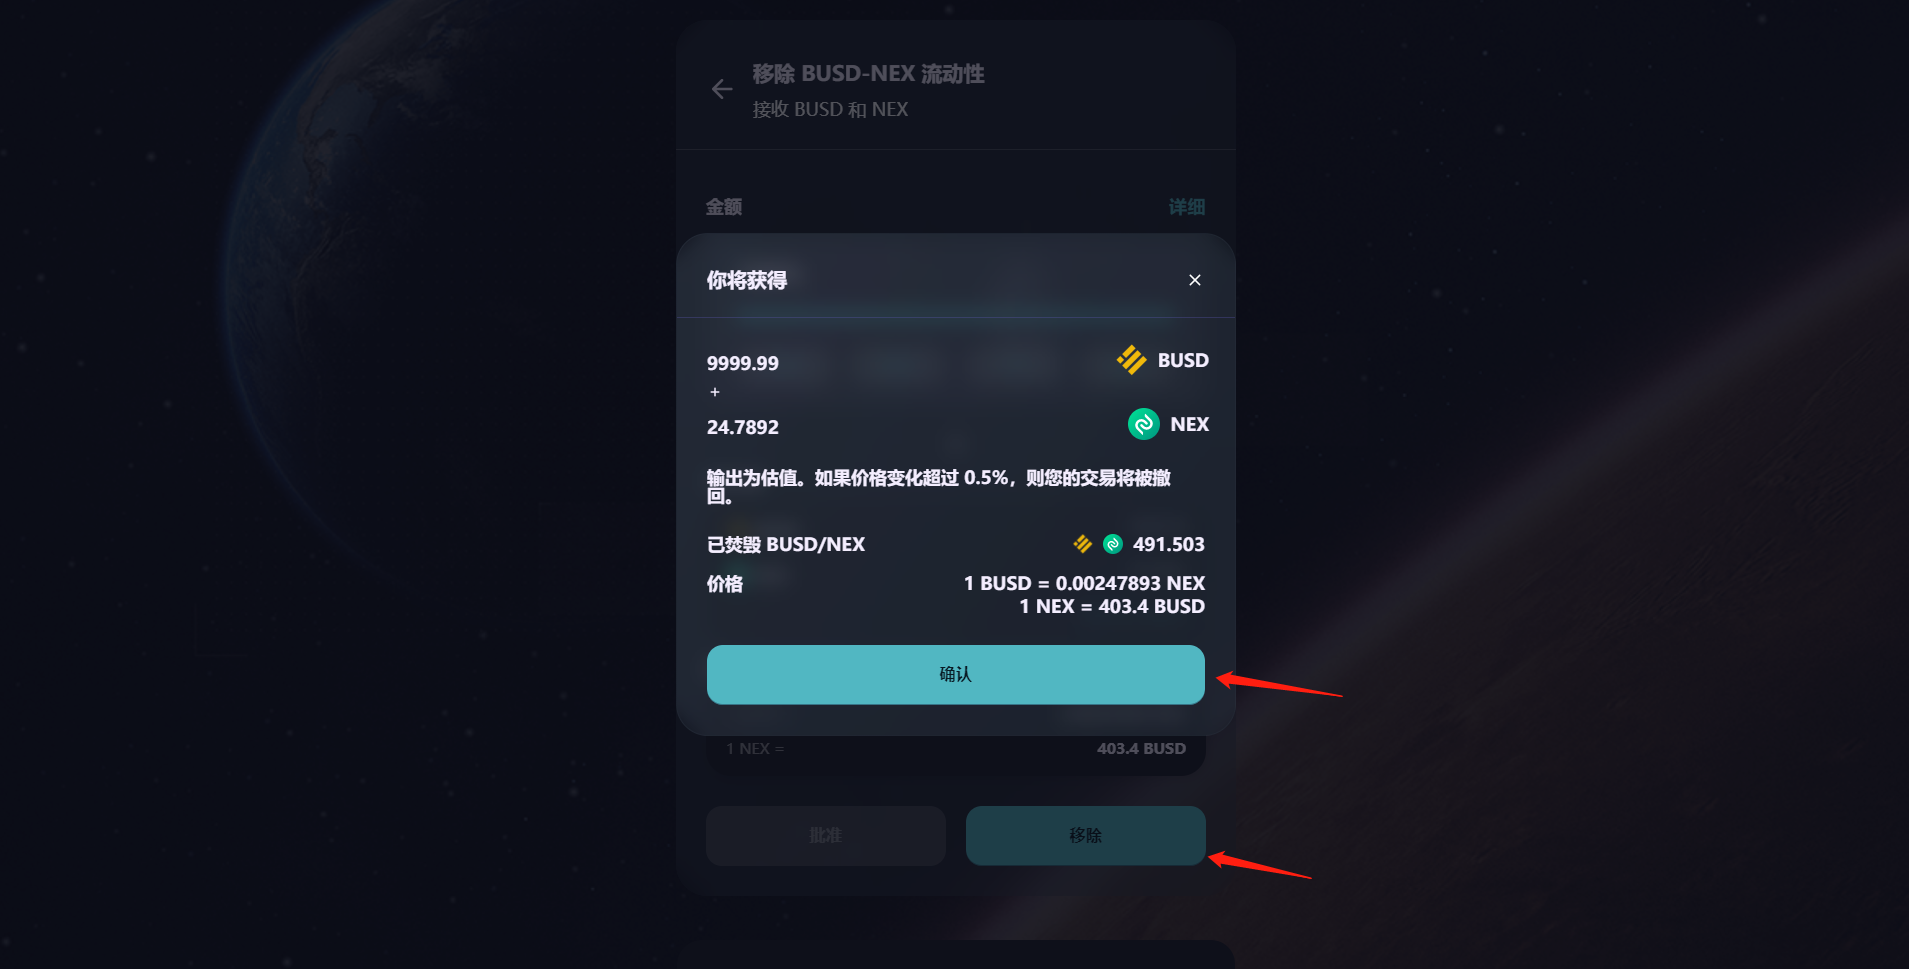 移除 BUSD-NEX 流动性
接收 BUSD 和 NEX
金额
详细
你将获得
9999.99
BUSD
+
24.7892
NEX
输出为估值。如果价格变化超过 0.5%，则您的交易将被撤
回。
已焚毁 BUSD/NEX
491.503
价格
1 BUSD = 0.00247893 NEX
1 NEX = 403.4 BUSD
确认
1 NEX =
403.4 BUSD
批准
移除